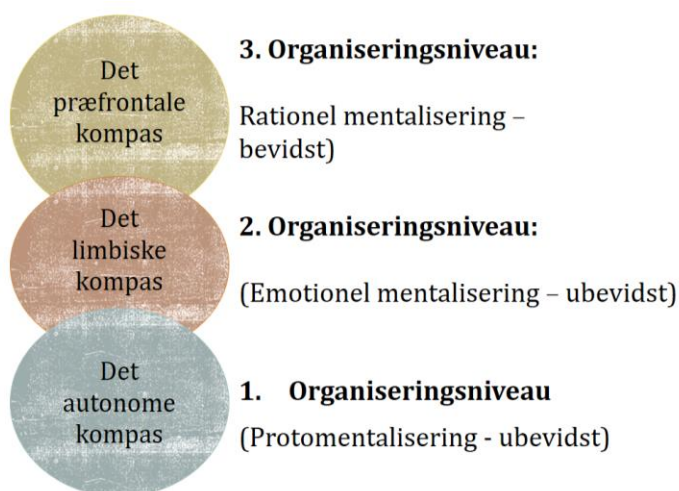 Det
præfrontale
kompas
3. Organiseringsniveau:
Rationel mentalisering –
bevidst)
Det
limbiske
kompas
2. Organiseringsniveau:
(Emotionel mentalisering – ubevidst)
Det
autonome
kompas
1. Organiseringsniveau
(Protomentalisering - ubevidst)